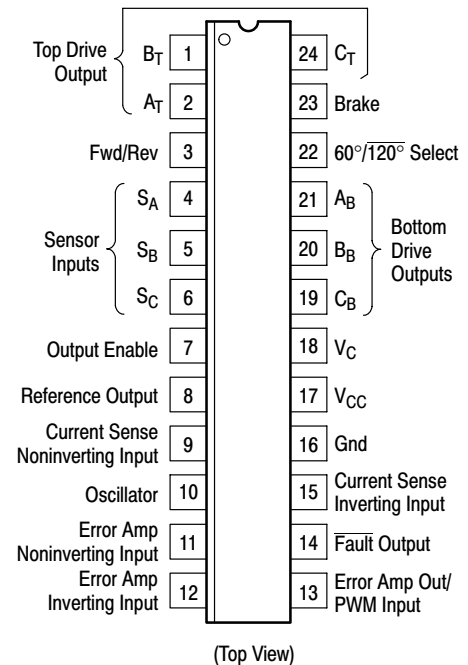 Top Drive
Output
B_T 1
A_T 2
Fwd/Rev 3
Sensor
Inputs
S_A 4
S_B 5
S_C 6
Output Enable 7
Reference Output 8
Current Sense
Noninverting Input 9
Oscillator 10
Error Amp
Noninverting Input 11
Error Amp
Inverting Input 12
24 C_T
23 Brake
22 60°/1̅2̅0̅°̅ Select
21 A_B
20 B_B
19 C_B
Bottom
Drive
Outputs
18 V_C
17 V_CC
16 Gnd
15 Current Sense
Inverting Input
14 F̅a̅u̅l̅t̅ Output
13 Error Amp Out/
PWM Input
(Top View)